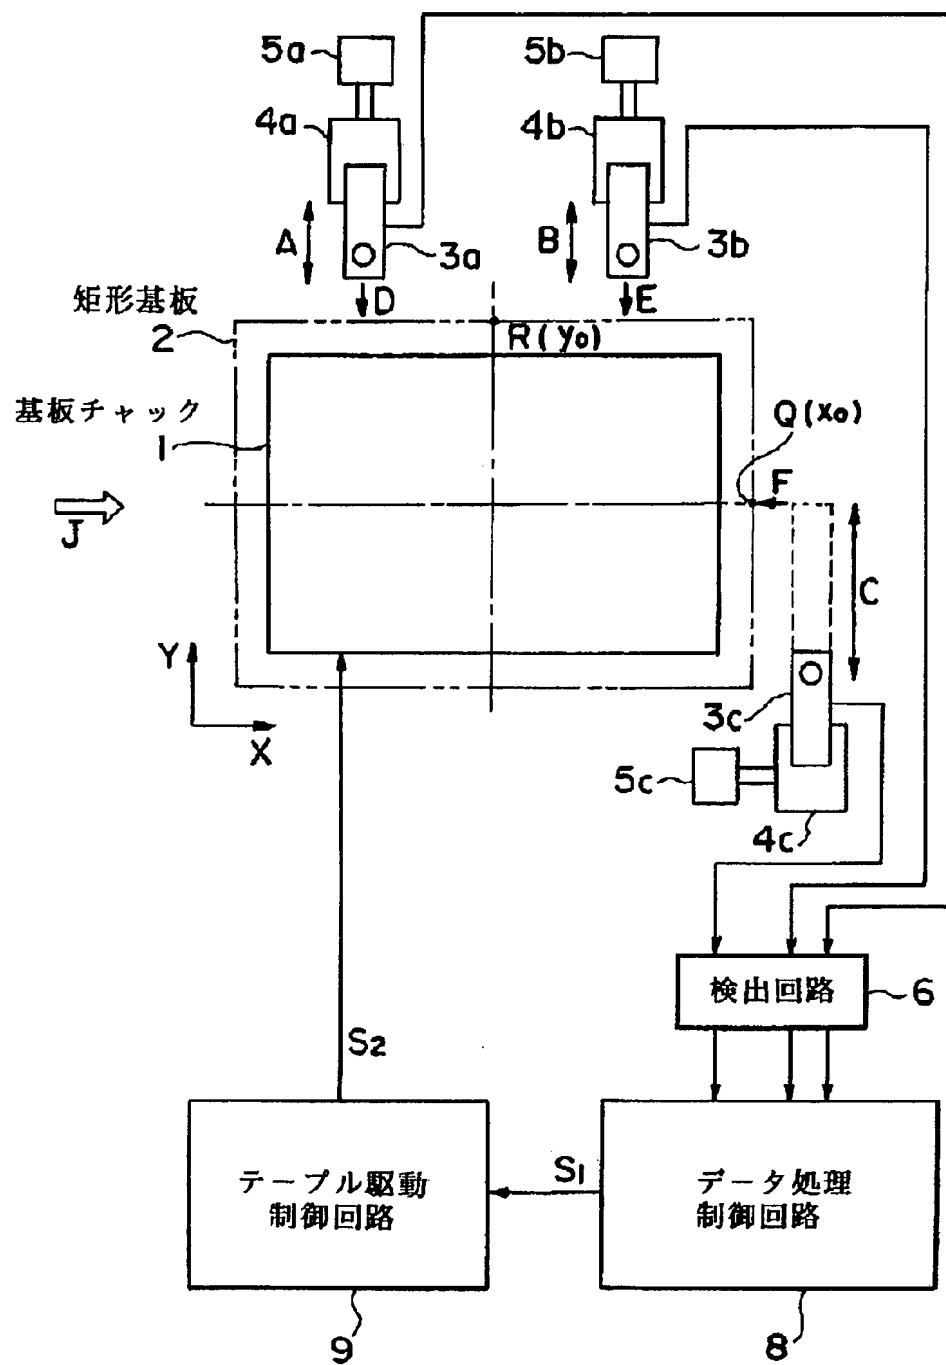 5a
5b
4a
4b
A
3a
B
3b
矩形基板
2
D
E
R(yo)
基板チャック
1
Q(xo)
F
J
C
Y
X
3c
5c
4c
検出回路
6
S2
テーブル駆動
制御回路
S1
データ処理
制御回路
9
8